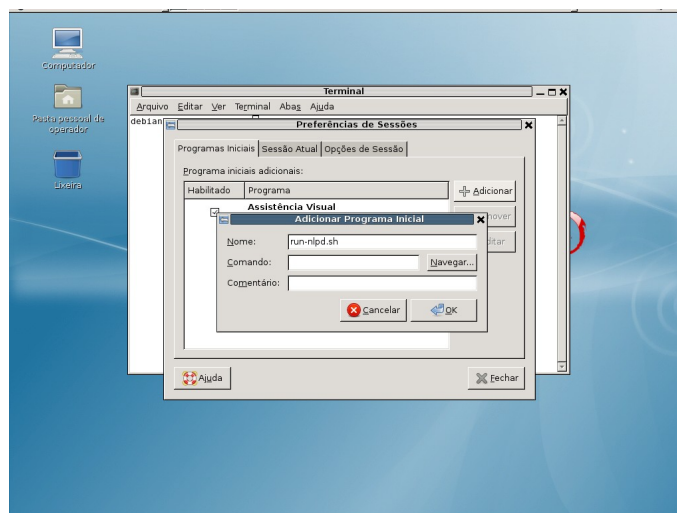 Computador
Pasta pessoal de
operador
Lixeira
Terminal
Arquivo Editar Ver Terminal Abas Ajuda
debian
Preferências de Sessões
Programas Iniciais Sessão Atual Opções de Sessão
Programa iniciais adicionais:
Habilitado Programa
Adicionar
Assistência Visual
Adicionar Programa Inicial
Nome: run-nlpd.sh
Comando: Navegar...
Comentário:
Cancelar OK
Ajuda Fechar